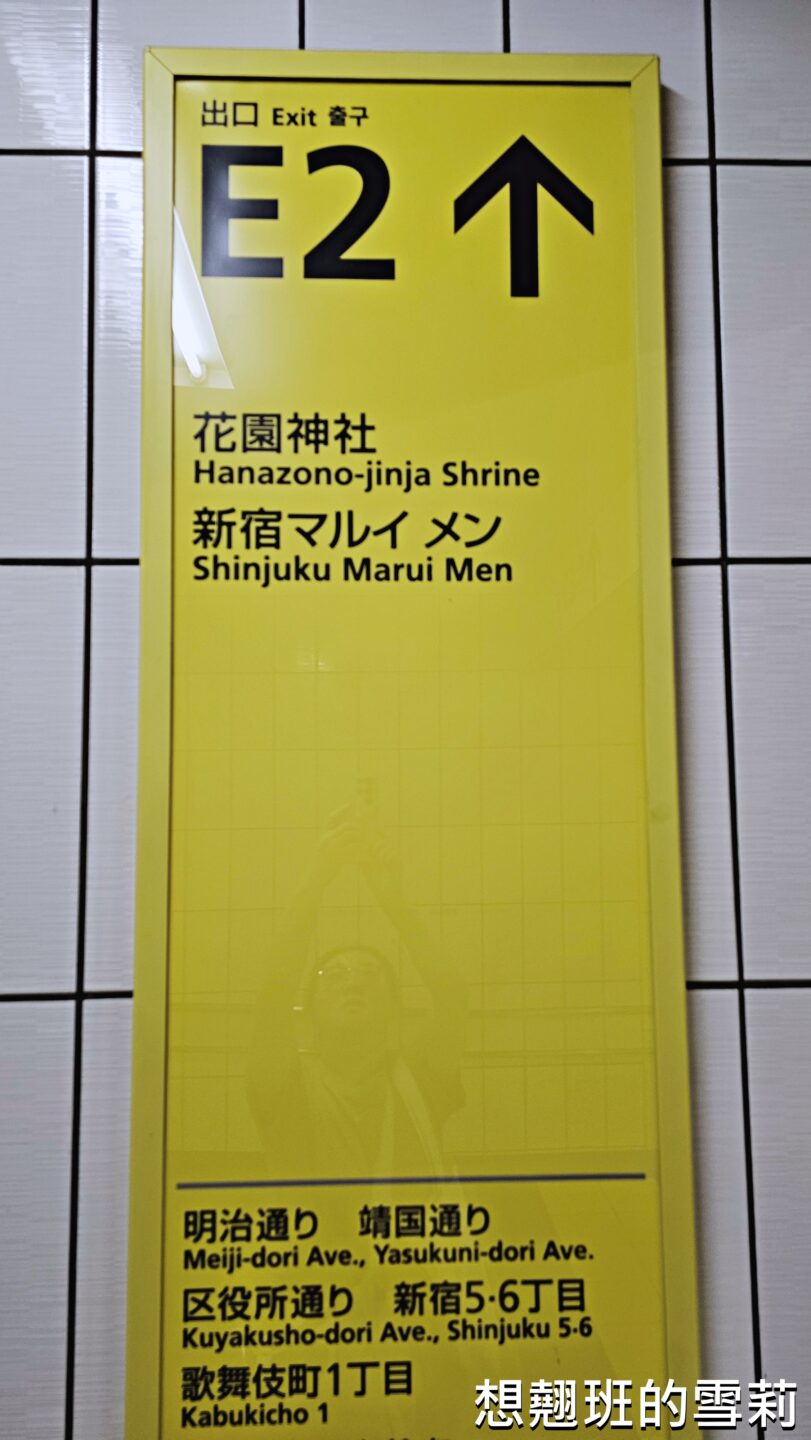 出口 Exit 출구
E2 ↑
花園神社
Hanazono-jinja Shrine
新宿マルイ メン
Shinjuku Marui Men
明治通り 靖国通り
Meiji-dori Ave., Yasukuni-dori Ave.
区役所通り 新宿5·6丁目
Kuyakusho-dori Ave., Shinjuku 5·6
歌舞伎町1丁目
Kabukicho 1
想翹班的雪莉